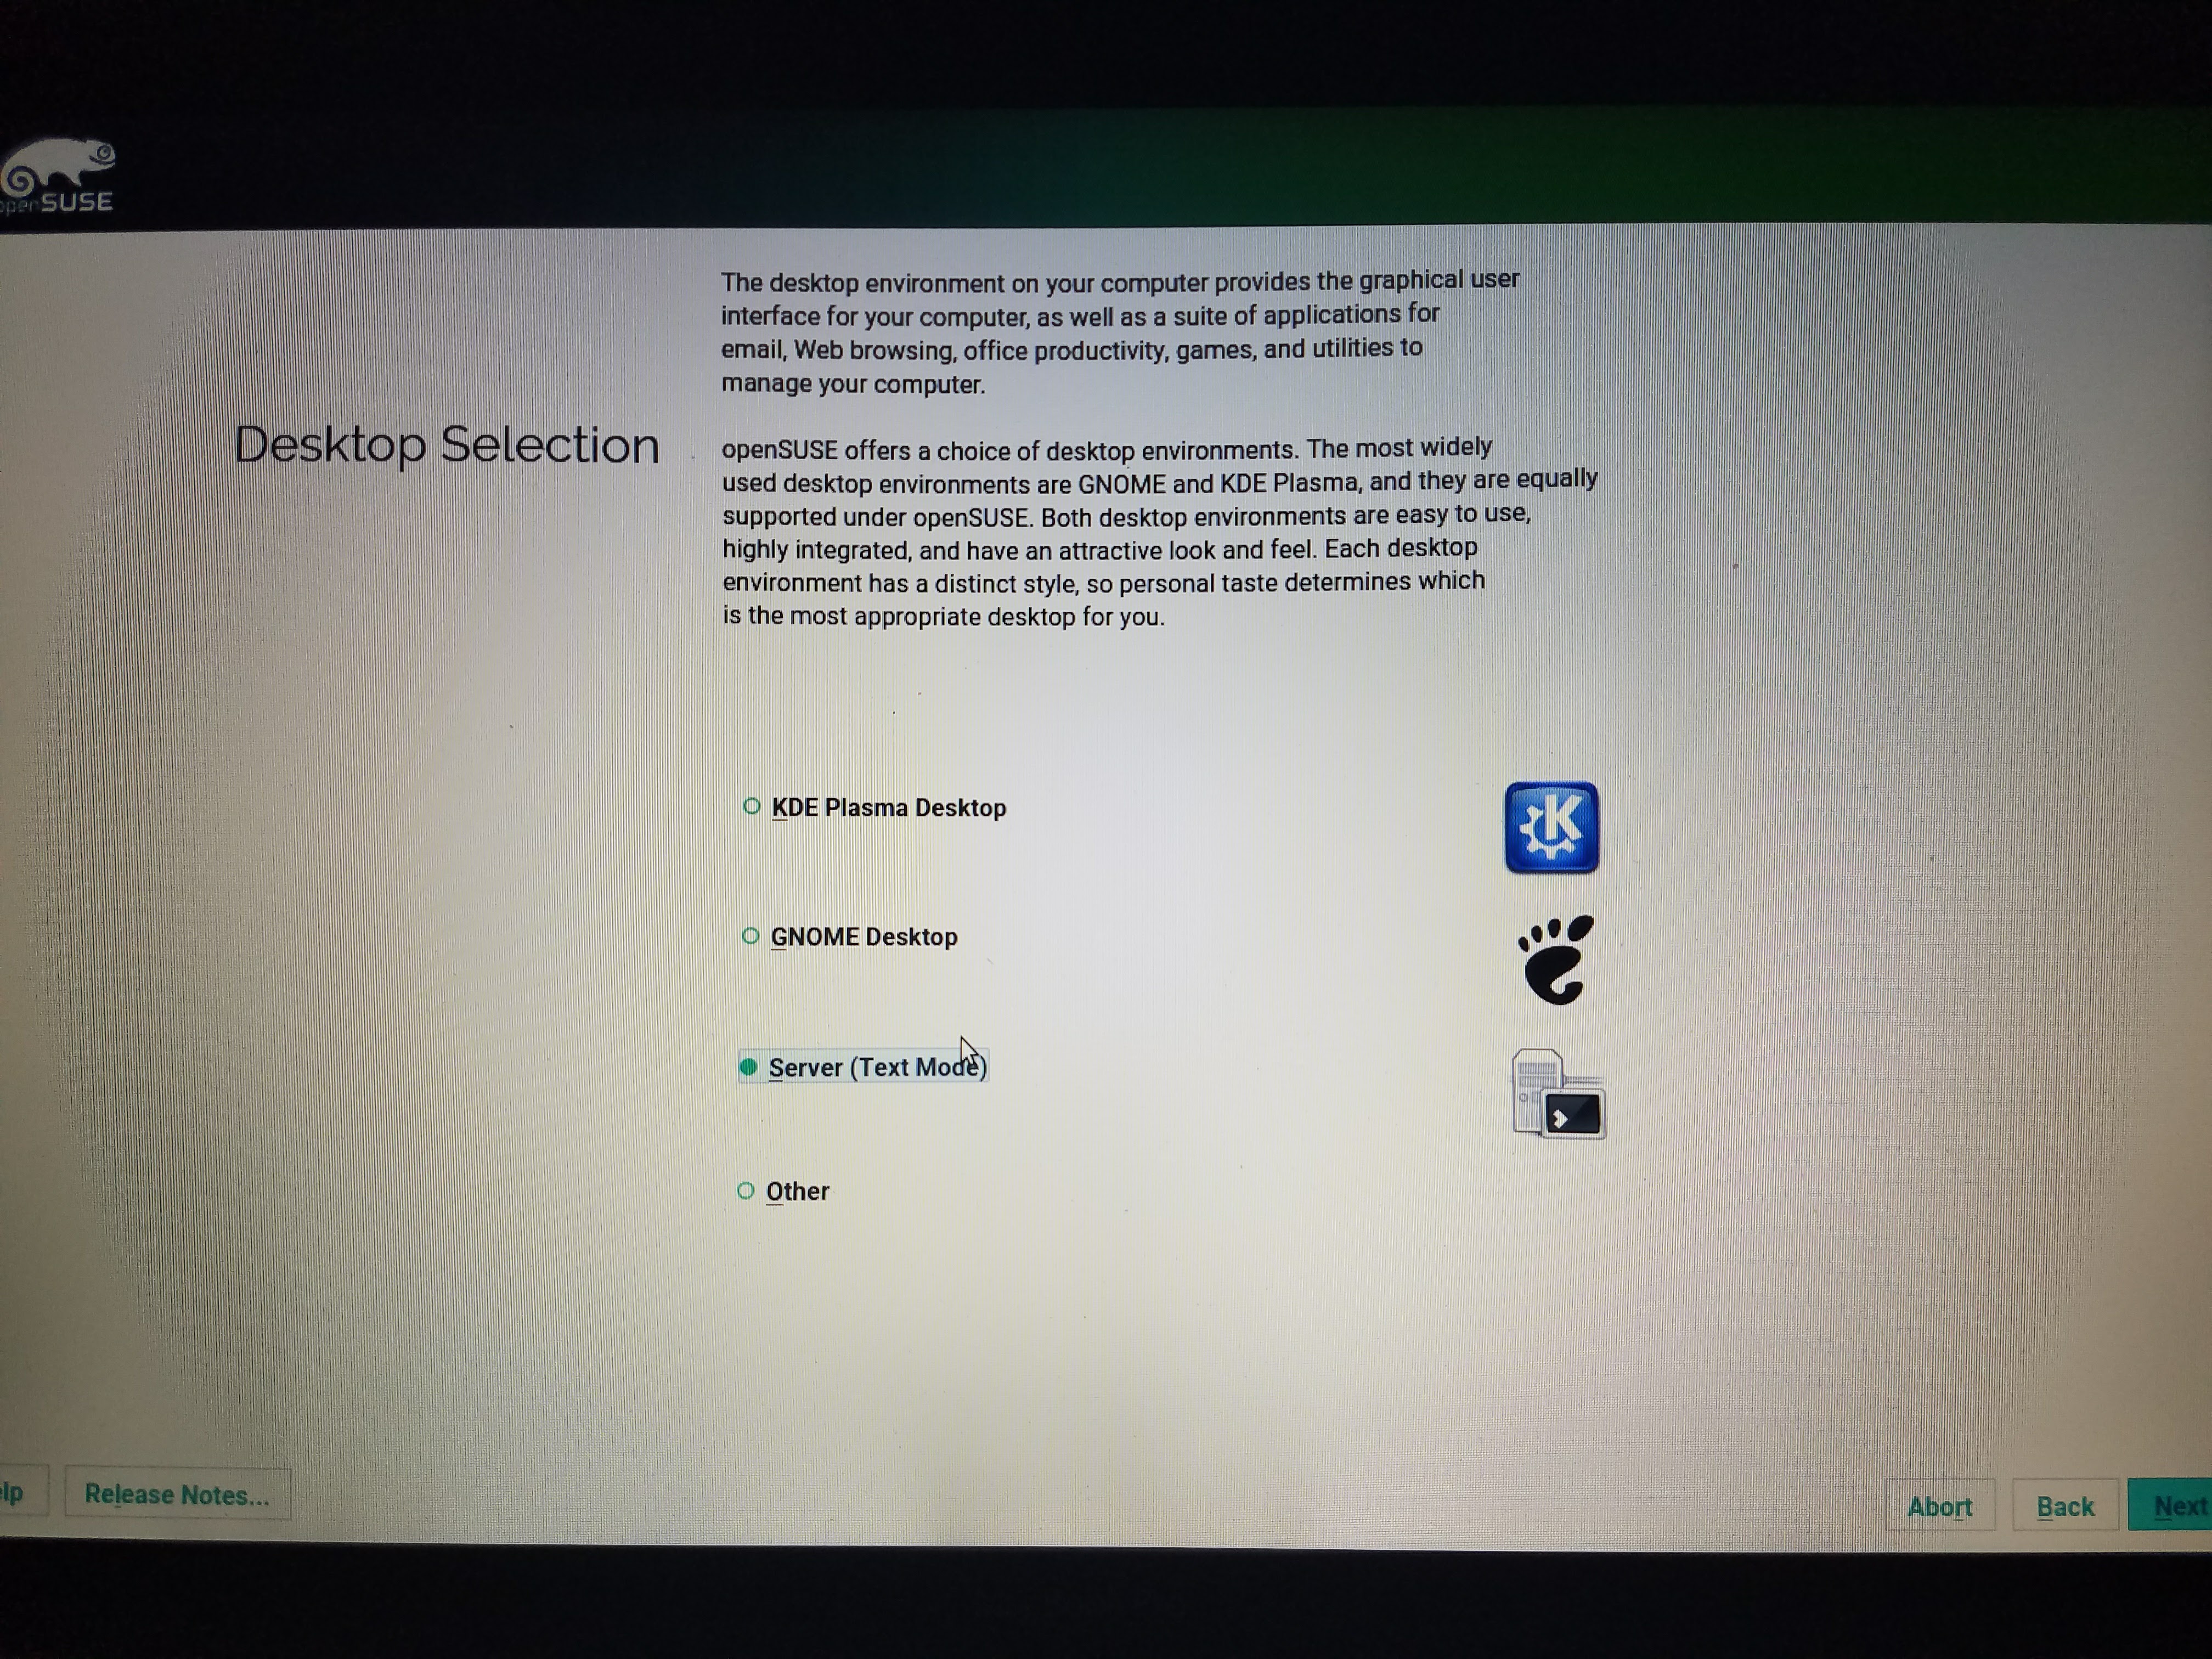 openSUSE
The desktop environment on your computer provides the graphical user
interface for your computer, as well as a suite of applications for
email, Web browsing, office productivity, games, and utilities to
manage your computer.
Desktop Selection
openSUSE offers a choice of desktop environments. The most widely
used desktop environments are GNOME and KDE Plasma, and they are equally
supported under openSUSE. Both desktop environments are easy to use,
highly integrated, and have an attractive look and feel. Each desktop
environment has a distinct style, so personal taste determines which
is the most appropriate desktop for you.
KDE Plasma Desktop
K
GNOME Desktop
Server (Text Mode)
Other
lp
Release Notes...
Abort
Back
Next